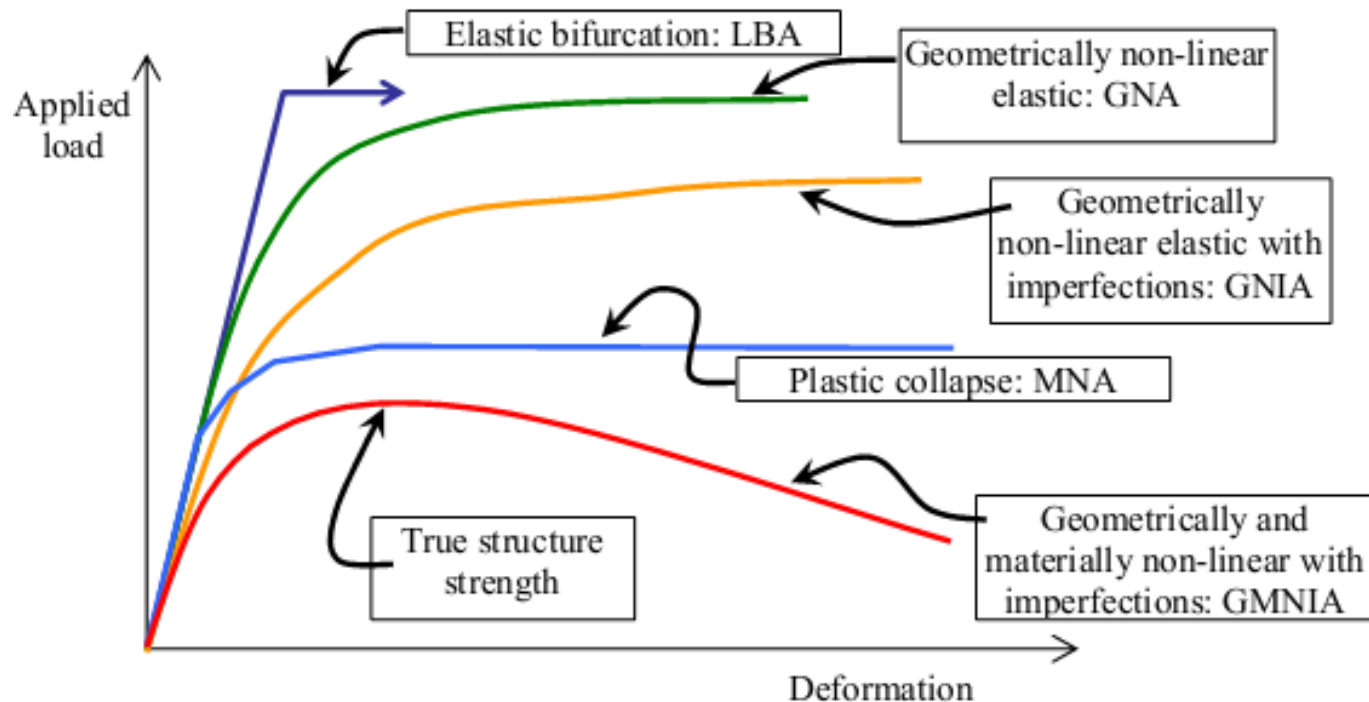 Elastic bifurcation: LBA
Geometrically non-linear
elastic: GNA
Applied
load
Geometrically
non-linear elastic with
imperfections: GNIA
Plastic collapse: MNA
True structure
strength
Geometrically and
materially non-linear with
imperfections: GMNIA
Deformation